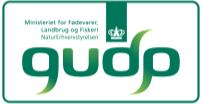 Ministeriet for Fødevarer,
Landbrug og Fiskeri
NaturErhvervstyrelsen
gudp